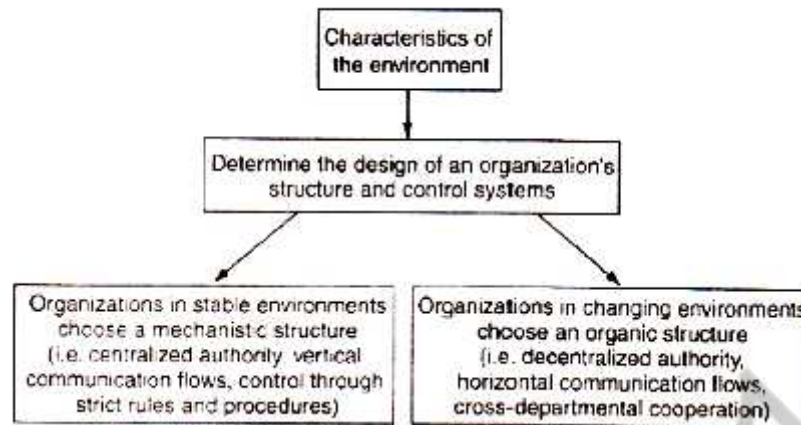 Characteristics of
the environment
Determine the design of an organization's
structure and control systems
Organizations in stable environments
choose a mechanistic structure
(i.e. centralized authority, vertical
communication flows, control through
strict rules and procedures)
Organizations in changing environments
choose an organic structure
(i.e. decentralized authority,
horizontal communication flows,
cross-departmental cooperation)